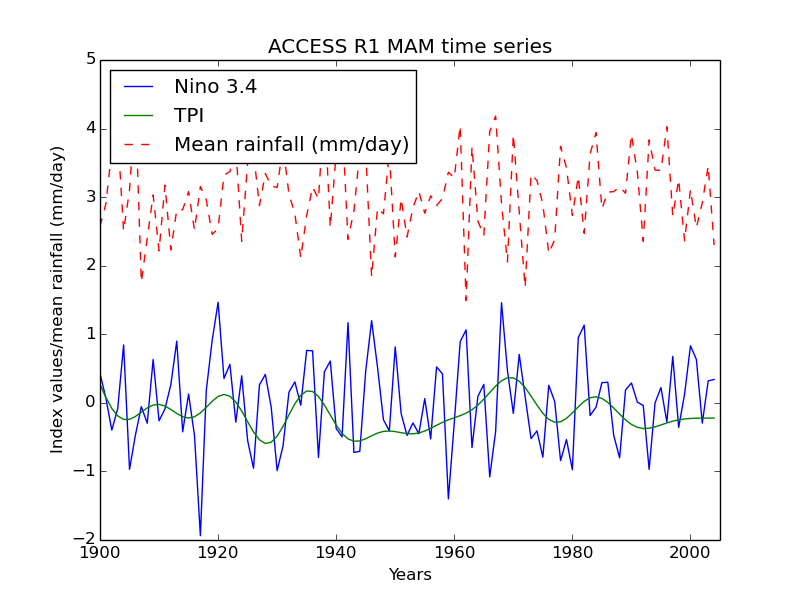 ACCESS R1 MAM time series
Nino 3.4
TPI
Mean rainfall (mm/day)
Index values/mean rainfall (mm/day)
5
4
3
2
1
0
−1
−2
1900 1920 1940 1960 1980 2000
Years